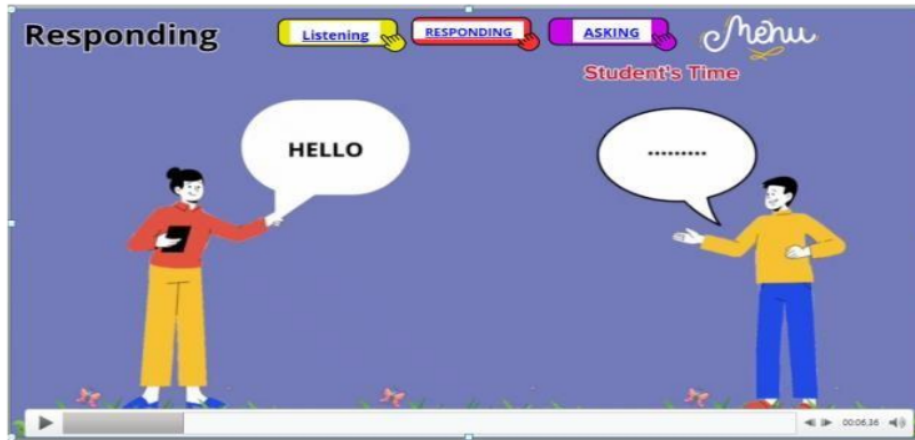 Responding
Listening
RESPONDING
ASKING
Menu
Student's Time
HELLO
.........
00:06,36